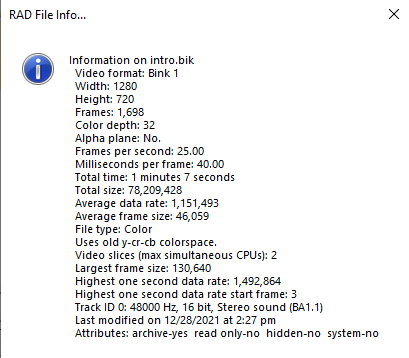 RAD File Info...
Information on intro.bik
Video format: Bink 1
Width: 1280
Height: 720
Frames: 1,698
Color depth: 32
Alpha plane: No.
Frames per second: 25.00
Milliseconds per frame: 40.00
Total time: 1 minutes 7 seconds
Total size: 78,209,428
Average data rate: 1,151,493
Average frame size: 46,059
File type: Color
Uses old y-cr-cb colorspace.
Video slices (max simultaneous CPUs): 2
Largest frame size: 130,640
Highest one second data rate: 1,492,864
Highest one second data rate start frame: 3
Track ID 0: 48000 Hz, 16 bit, Stereo sound (BA1.1)
Last modified on 12/28/2021 at 2:27 pm
Attributes: archive-yes  read only-no  hidden-no  system-no